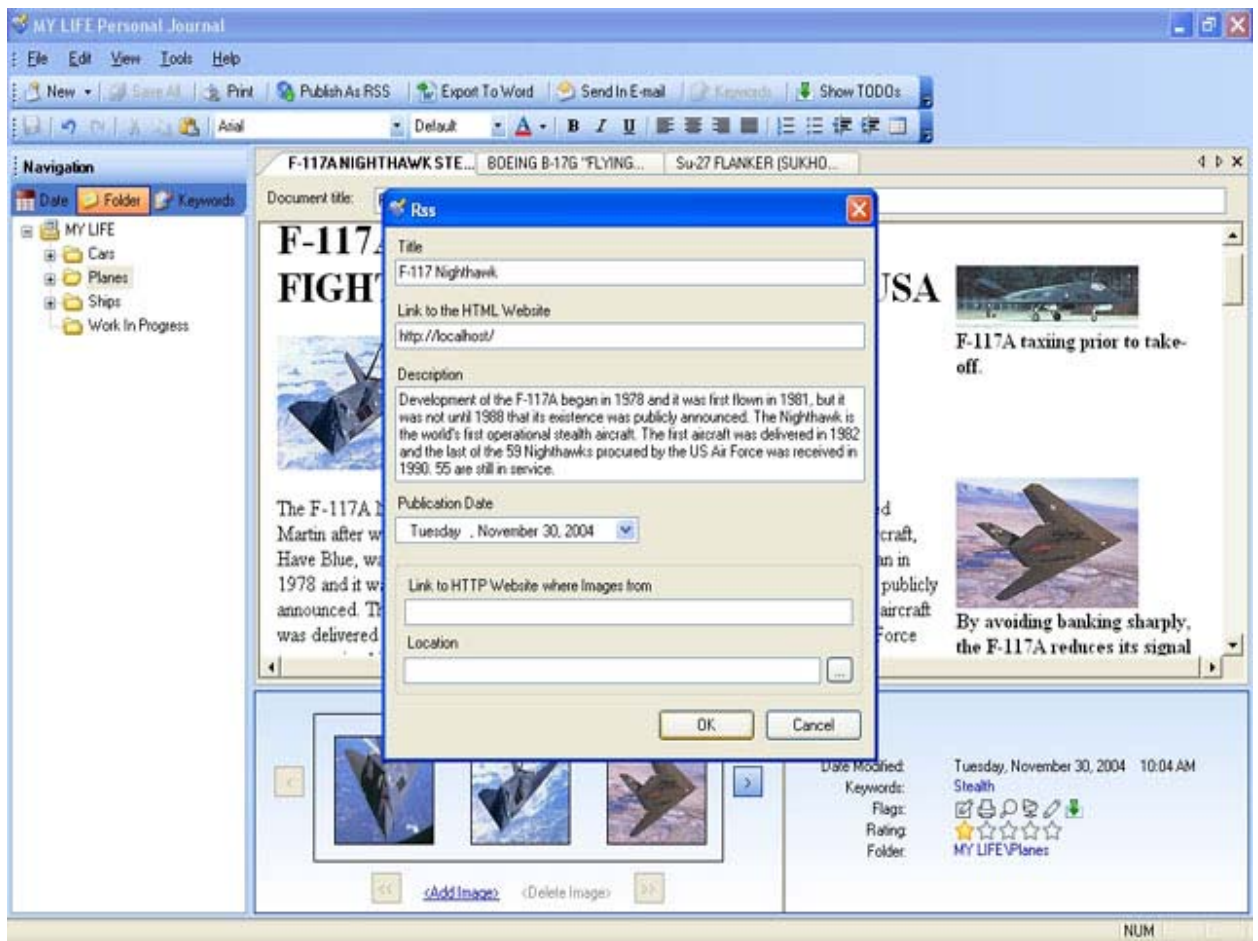 MY LIFE Personal Journal
File Edit View Tools Help
New Save All Print Publish As RSS Export To Word Send In E-mail Keywords Show TODOs
Arial Default A B I U
Navigation
F-117A NIGHTHAWK STE... BOEING B-17G "FLYING... Su-27 FLANKER (SUKHO...
Date Folder Keywords
Document title:
MY LIFE
Cars
Planes
Ships
Work In Progress
F-117A
FIGHT
USA
F-117A taxiing prior to take-
off.
Rss
Title
F-117 Nighthawk
Link to the HTML Website
http://localhost/
Description
Development of the F-117A began in 1978 and it was first flown in 1981, but it
was not until 1988 that its existence was publicly announced. The Nighthawk is
the world's first operational stealth aircraft. The first aircraft was delivered in 1982
and the last of the 59 Nighthawks procured by the US Air Force was received in
1990. 55 are still in service.
Publication Date
Tuesday , November 30, 2004
Link to HTTP Website where Images from
Location
...
OK Cancel
The F-117A
Martin after
Have Blue,
1978 and it
announced.
was delivered
craft,
in
publicly
aircraft
Force
By avoiding banking sharply,
the F-117A reduces its signal
< >
<< <Add Image> <Delete Image> >>
Date Modified: Tuesday, November 30, 2004 10:04 AM
Keywords: Stealth
Flags:
Rating:
Folder: MY LIFE\Planes
NUM